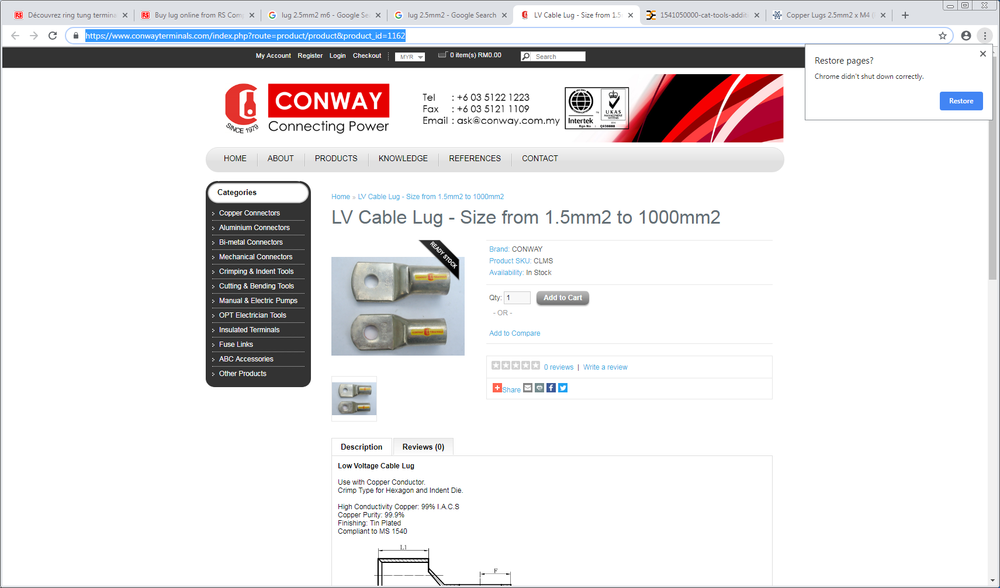 Découvrez ring tung termina
Buy lug online from RS Comp
lug 2.5mm2 m6 - Google Se
lug 2.5mm2 - Google Search
LV Cable Lug - Size from 1.5
1541050000-cat-tools-additi
Copper Lugs 2.5mm2 x M4 (
https://www.conwayterminals.com/index.php?route=product/product&product_id=1162
Restore pages?
Chrome didn't shut down correctly.
Restore
My Account
Register
Login
Checkout
MYR
0 item(s) RM0.00
Search
SINCE 1979
CONWAY
Connecting Power
Tel : +6 03 5122 1223
Fax : +6 03 5121 1109
Email : ask@conway.com.my
Intertek
UKAS
MANAGEMENT
SYSTEMS
Rgn No : Q938888
HOME
ABOUT
PRODUCTS
KNOWLEDGE
REFERENCES
CONTACT
Categories
Copper Connectors
Aluminium Connectors
Bi-metal Connectors
Mechanical Connectors
Crimping & Indent Tools
Cutting & Bending Tools
Manual & Electric Pumps
OPT Electrician Tools
Insulated Terminals
Fuse Links
ABC Accessories
Other Products
Home » LV Cable Lug - Size from 1.5mm2 to 1000mm2
LV Cable Lug - Size from 1.5mm2 to 1000mm2
READY STOCK
CONWAY TERMINALS
Brand: CONWAY
Product SKU: CLMS
Availability: In Stock
Qty: 1
Add to Cart
- OR -
Add to Compare
0 reviews | Write a review
Share
Description
Reviews (0)
Low Voltage Cable Lug
Use with Copper Conductor.
Crimp Type for Hexagon and Indent Die.
High Conductivity Copper: 99% I.A.C.S
Copper Purity: 99.9%
Finishing: Tin Plated
Compliant to MS 1540
L1
F